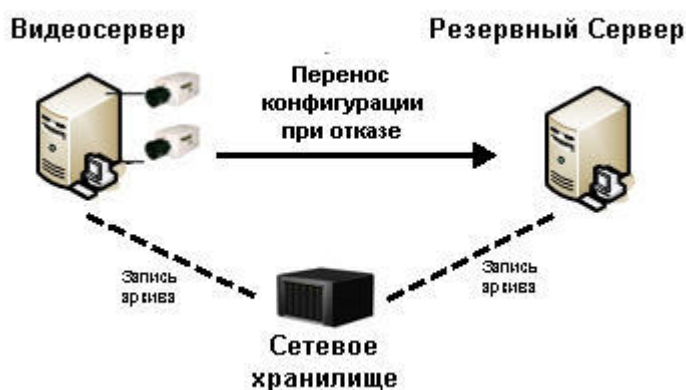 Видеосервер
Резервный Сервер
Перенос
конфигурации
при отказе
Запись
архива
Запись
архива
Сетевое
хранилище